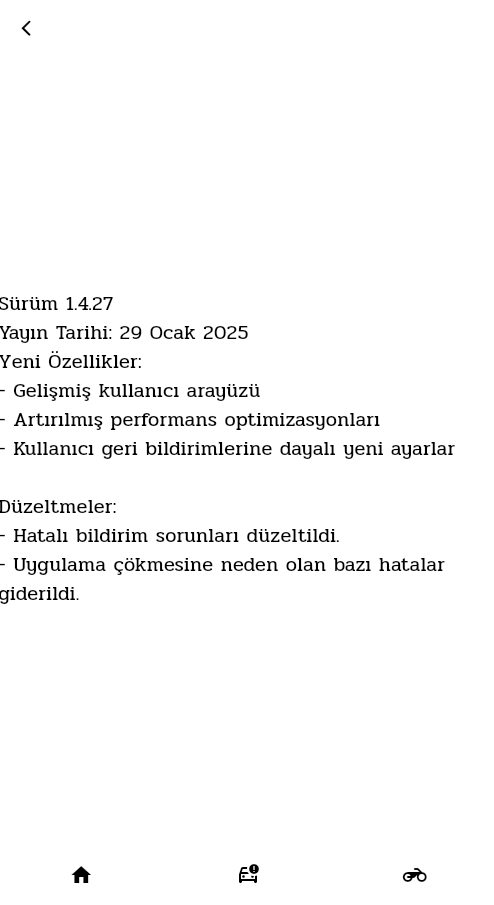 Sürüm 1.4.27
Yayın Tarihi: 29 Ocak 2025
Yeni Özellikler:
- Gelişmiş kullanıcı arayüzü
- Artırılmış performans optimizasyonları
- Kullanıcı geri bildirimlerine dayalı yeni ayarlar
Düzeltmeler:
- Hatalı bildirim sorunları düzeltildi.
- Uygulama çökmesine neden olan bazı hatalar
giderildi.